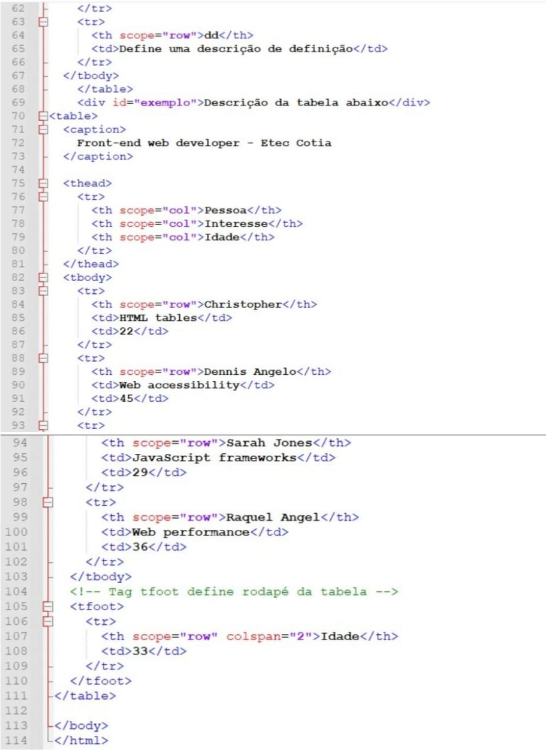 62 </tr>
63 <tr>
64 <th scope="row">dd</th>
65 <td>Define uma descrição de definição</td>
66 </tr>
67 </tbody>
68 </table>
69 <div id="exemplo">Descrição da tabela abaixo</div>
70 <table>
71 <caption>
72 Front-end web developer - Etec Cotia
73 </caption>
74
75 <thead>
76 <tr>
77 <th scope="col">Pessoa</th>
78 <th scope="col">Interesse</th>
79 <th scope="col">Idade</th>
80 </tr>
81 </thead>
82 <tbody>
83 <tr>
84 <th scope="row">Christopher</th>
85 <td>HTML tables</td>
86 <td>22</td>
87 </tr>
88 <tr>
89 <th scope="row">Dennis Angelo</th>
90 <td>Web accessibility</td>
91 <td>45</td>
92 </tr>
93 <tr>
94 <th scope="row">Sarah Jones</th>
95 <td>JavaScript frameworks</td>
96 <td>29</td>
97 </tr>
98 <tr>
99 <th scope="row">Raquel Angel</th>
100 <td>Web performance</td>
101 <td>36</td>
102 </tr>
103 </tbody>
104 <!-- Tag tfoot define rodapé da tabela -->
105 <tfoot>
106 <tr>
107 <th scope="row" colspan="2">Idade</th>
108 <td>33</td>
109 </tr>
110 </tfoot>
111 </table>
112
113 </body>
114 </html>